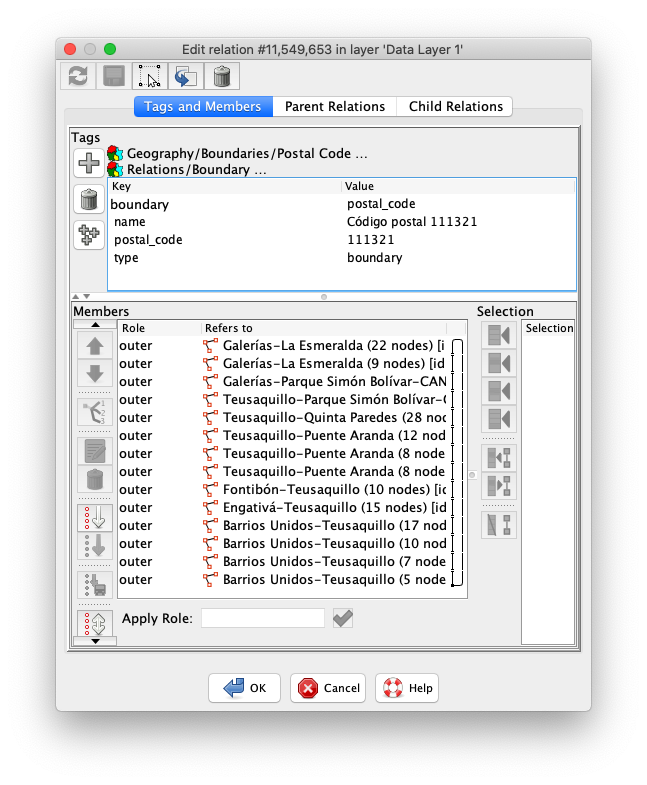 Edit relation #11,549,653 in layer 'Data Layer 1'
Tags and Members Parent Relations Child Relations
Tags
Geography/Boundaries/Postal Code ...
Relations/Boundary ...
Key Value
boundary postal_code
name Código postal 111321
postal_code 111321
type boundary
Members Selection
Role Refers to Selection
outer Galerías-La Esmeralda (22 nodes) [i
outer Galerías-La Esmeralda (9 nodes) [id
outer Galerías-Parque Simón Bolívar-CAN
outer Teusaquillo-Parque Simón Bolívar-C
outer Teusaquillo-Quinta Paredes (28 noc
outer Teusaquillo-Puente Aranda (12 nod
outer Teusaquillo-Puente Aranda (8 node
outer Teusaquillo-Puente Aranda (8 node
outer Fontibón-Teusaquillo (10 nodes) [ic
outer Engativá-Teusaquillo (15 nodes) [id
outer Barrios Unidos-Teusaquillo (17 nod
outer Barrios Unidos-Teusaquillo (10 nod
outer Barrios Unidos-Teusaquillo (7 node
outer Barrios Unidos-Teusaquillo (5 node
Apply Role:
OK Cancel Help